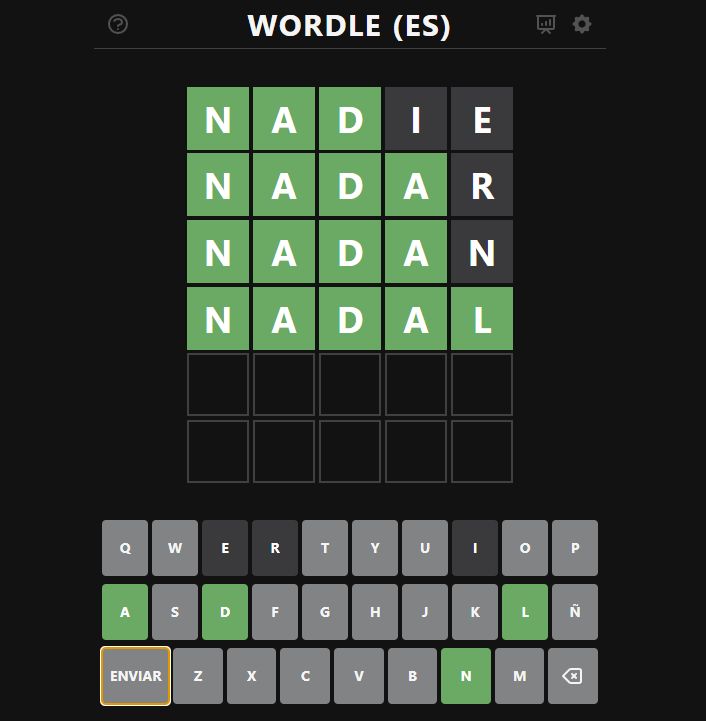 WORDLE (ES)
N A D I E
N A D A R
N A D A N
N A D A L
Q W E R T Y U I O P
A S D F G H J K L Ñ
ENVIAR Z X C V B N M